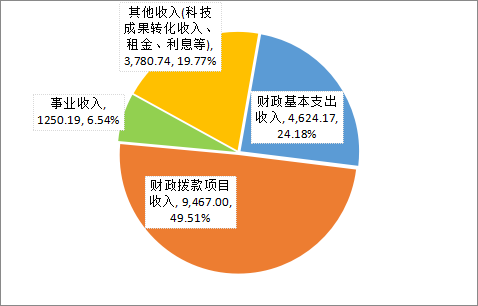 其他收入(科技
成果转化收入、
租金、利息等),
3,780.74, 19.77%
事业收入,
1250.19, 6.54%
财政基本支出
收入, 4,624.17,
24.18%
财政拨款项目
收入, 9,467.00,
49.51%